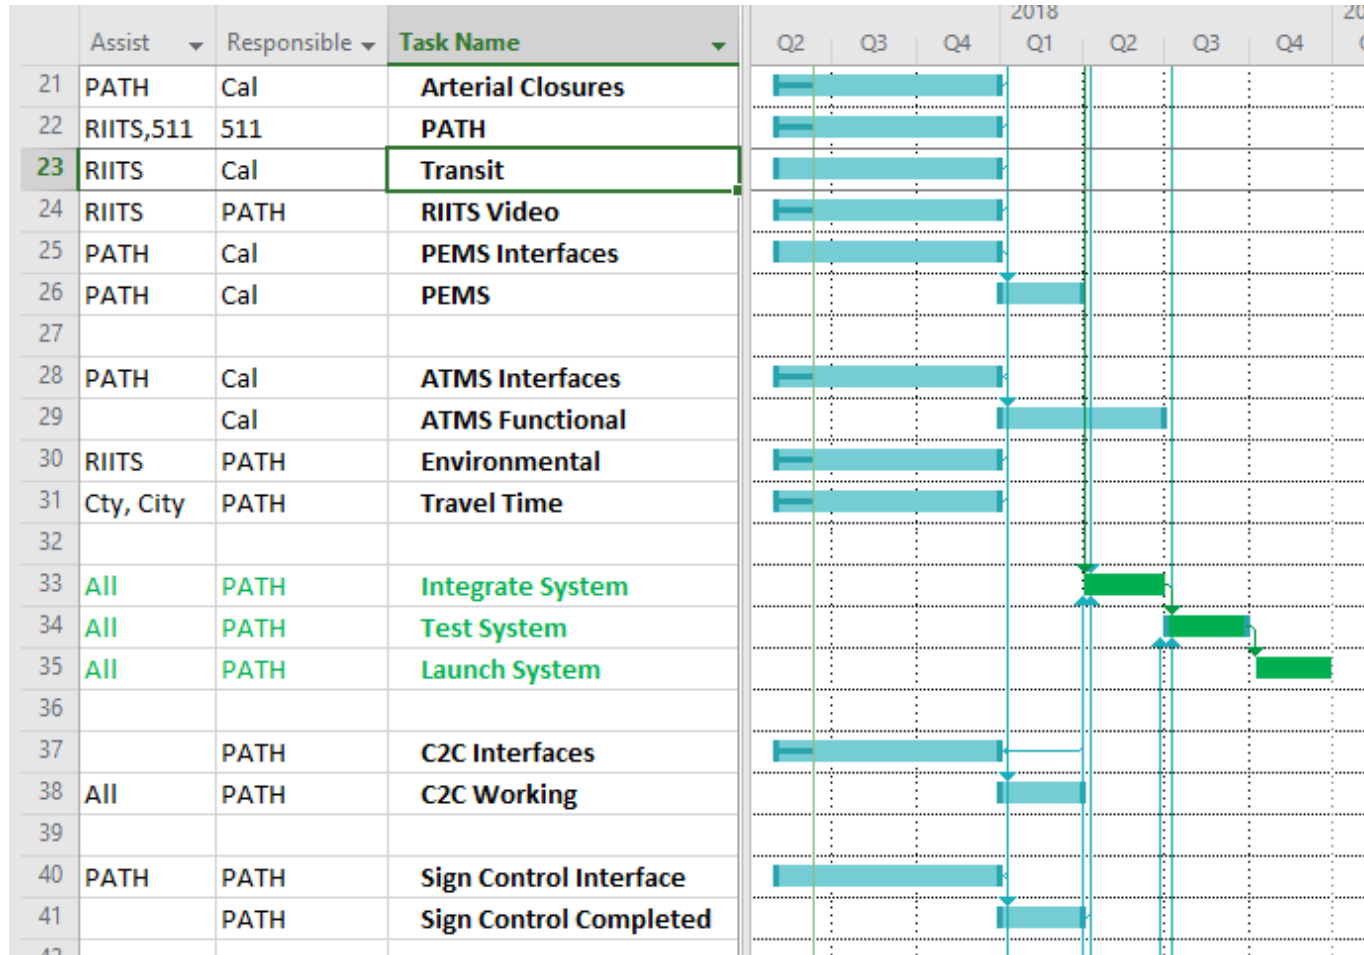 2018 20
Assist Responsible Task Name Q2 Q3 Q4 Q1 Q2 Q3 Q4
21 PATH Cal Arterial Closures
22 RIITS,511 511 PATH
23 RIITS Cal Transit
24 RIITS PATH RIITS Video
25 PATH Cal PEMS Interfaces
26 PATH Cal PEMS
27
28 PATH Cal ATMS Interfaces
29 Cal ATMS Functional
30 RIITS PATH Environmental
31 Cty, City PATH Travel Time
32
33 All PATH Integrate System
34 All PATH Test System
35 All PATH Launch System
36
37 PATH C2C Interfaces
38 All PATH C2C Working
39
40 PATH PATH Sign Control Interface
41 PATH Sign Control Completed